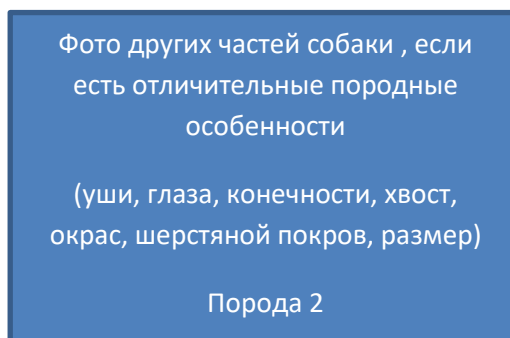 Фото других частей собаки , если
есть отличительные породные
особенности
(уши, глаза, конечности, хвост,
окрас, шерстяной покров, размер)
Порода 2